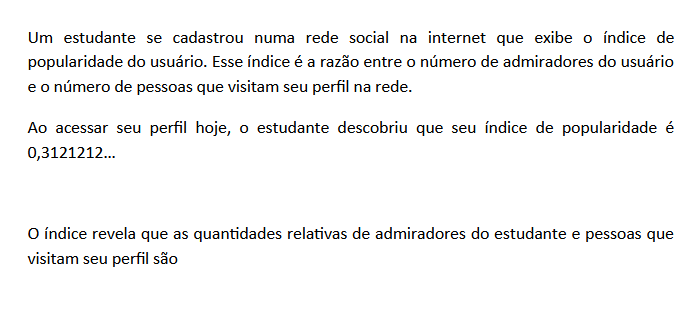 Um estudante se cadastrou numa rede social na internet que exibe o índice de
popularidade do usuário. Esse índice é a razão entre o número de admiradores do usuário
e o número de pessoas que visitam seu perfil na rede.
Ao acessar seu perfil hoje, o estudante descobriu que seu índice de popularidade é
0,3121212...
O índice revela que as quantidades relativas de admiradores do estudante e pessoas que
visitam seu perfil são